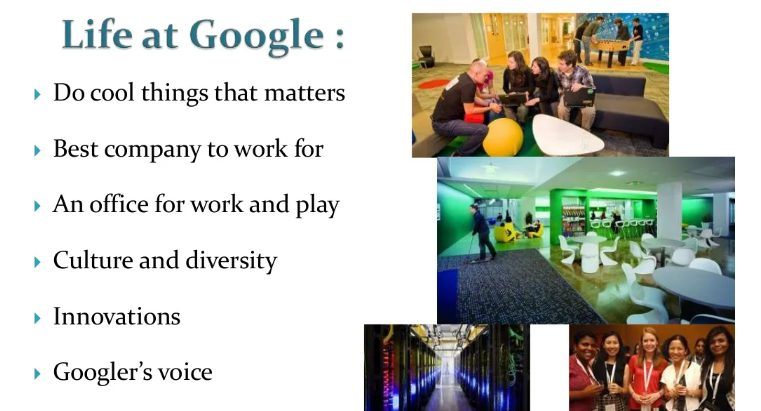 Life at Google :
Do cool things that matters
Best company to work for
An office for work and play
Culture and diversity
Innovations
Googler’s voice